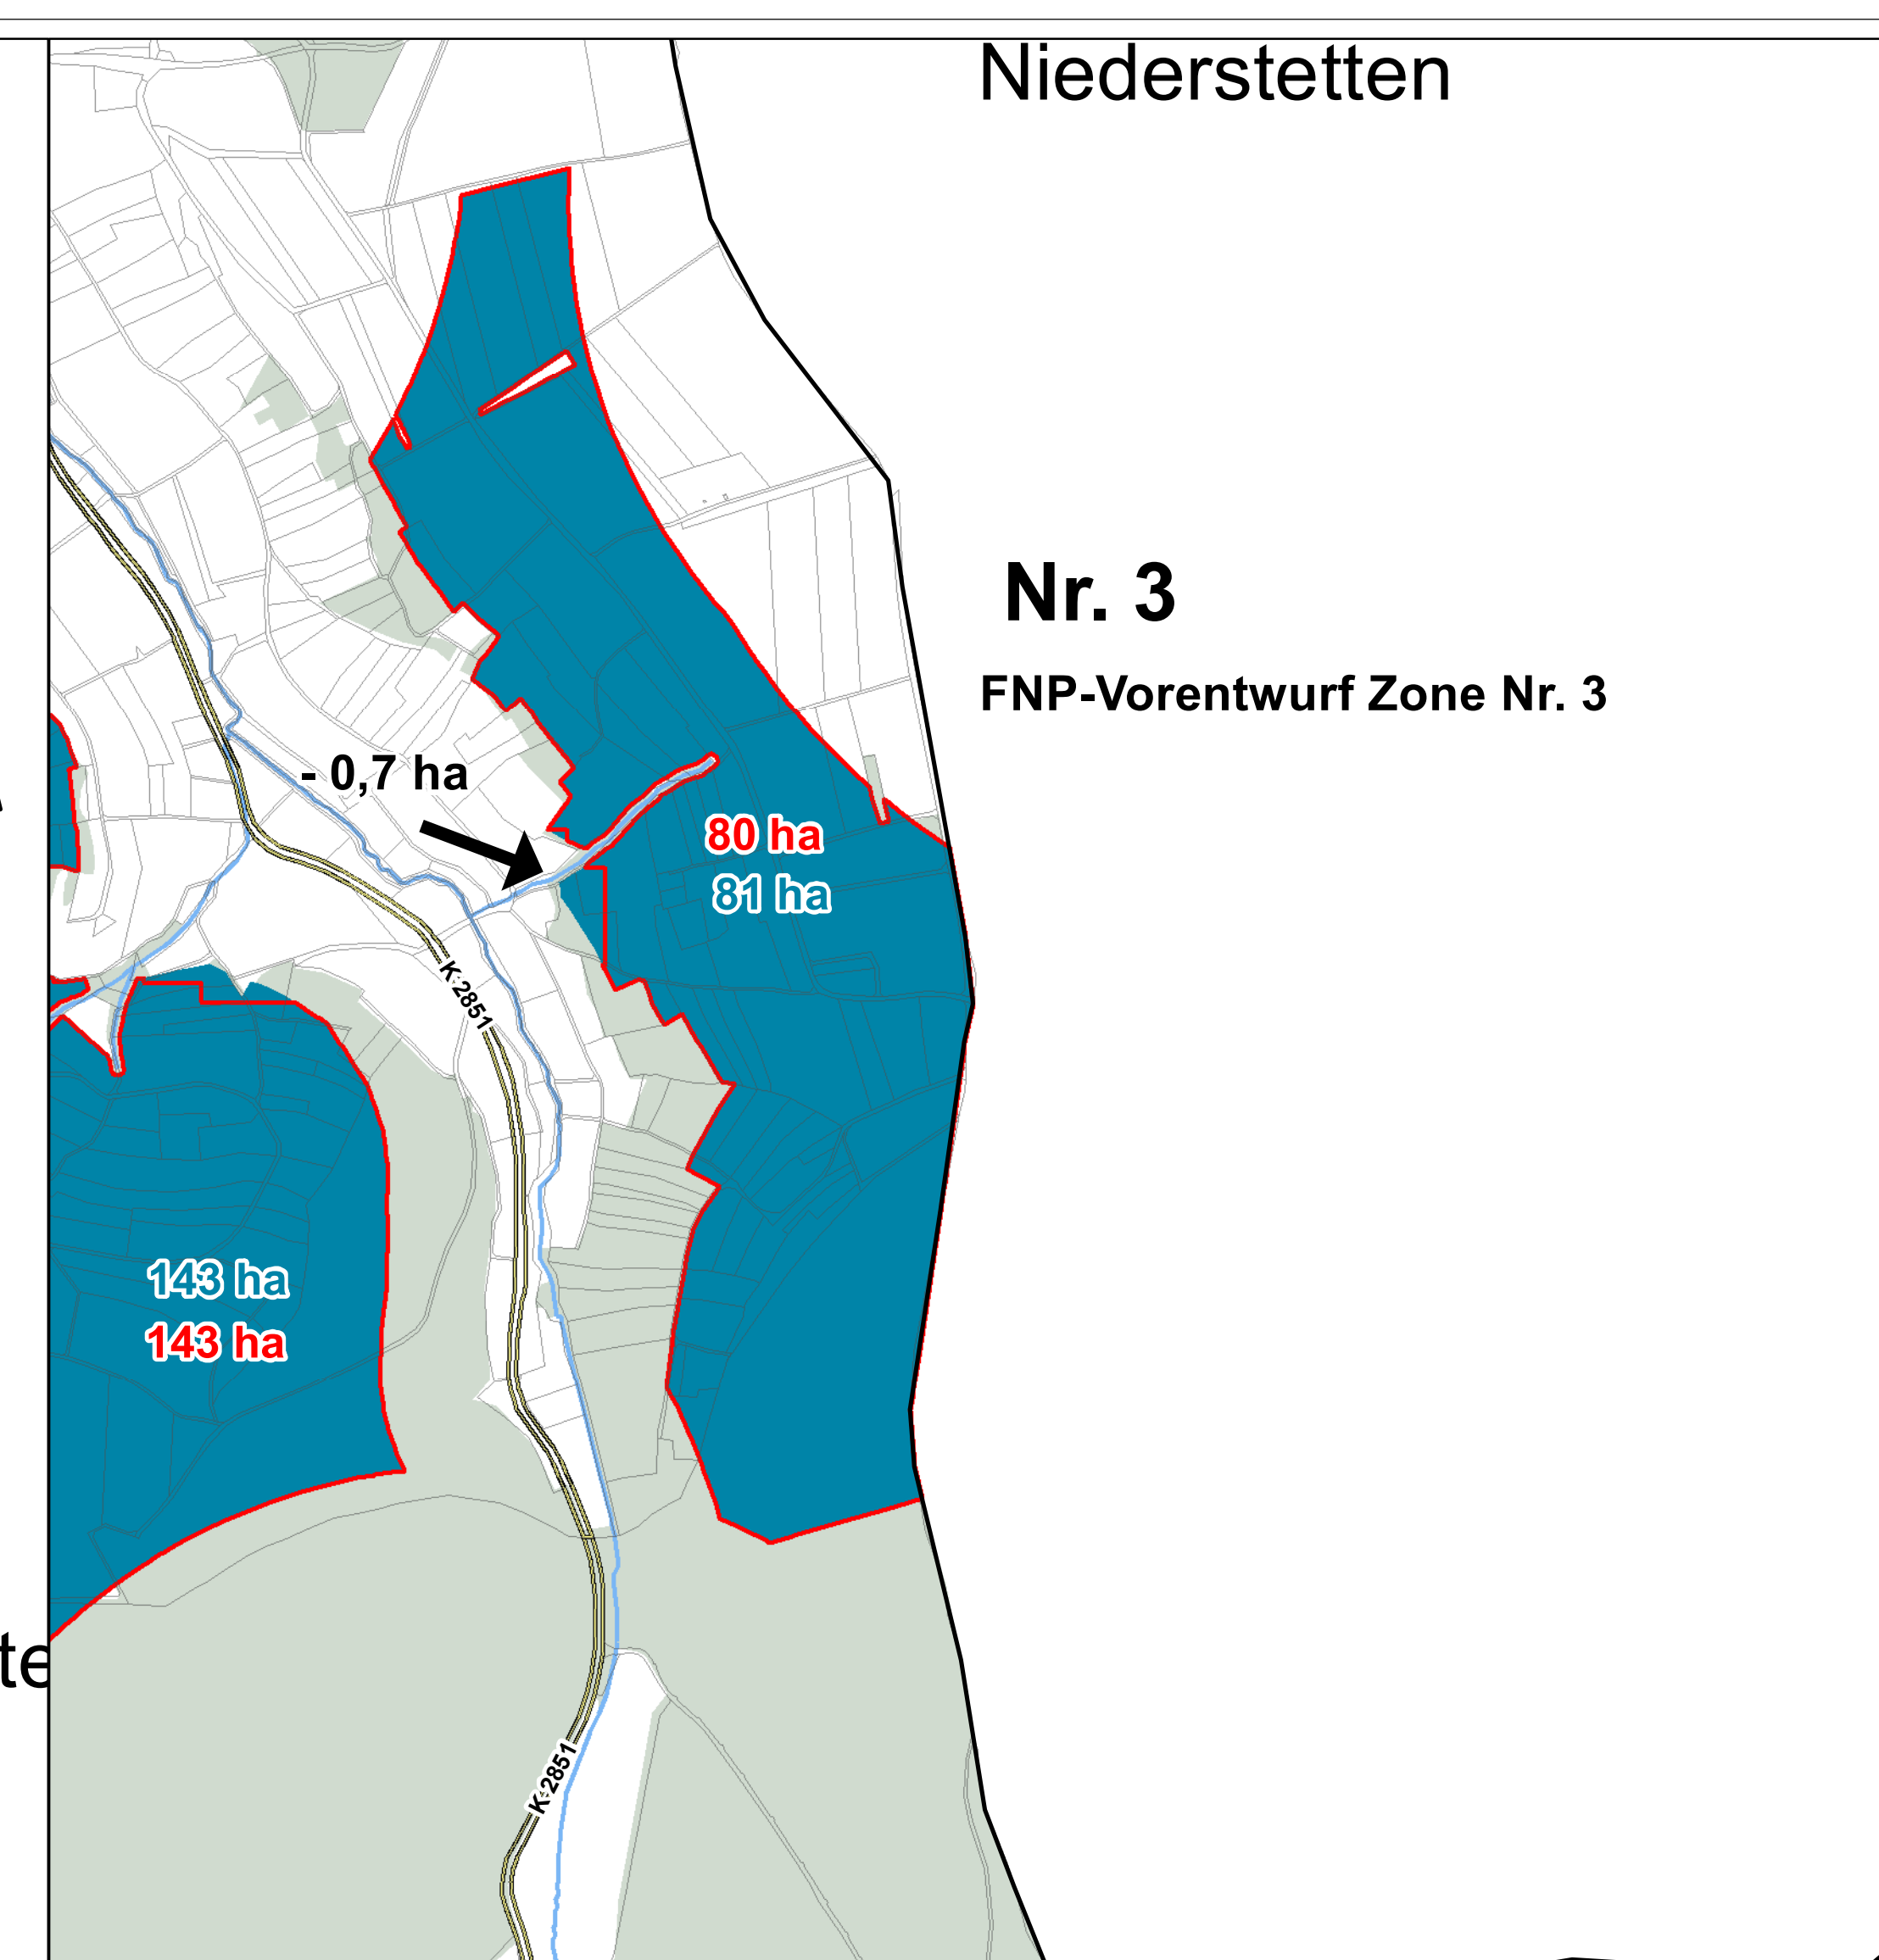 Niederstetten
Nr. 3
FNP-Vorentwurf Zone Nr. 3
- 0,7 ha
80 ha
81 ha
K 2851
143 ha
143 ha
te
K 2851